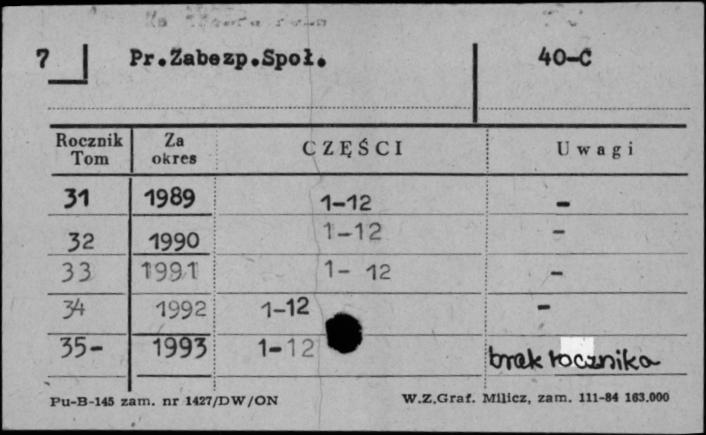 7 Pr.Zabezp.Społ. 40-C
Rocznik Tom Za okres CZĘŚCI Uwagi
31 1989 1-12 -
32 1990 1-12 -
33 1991 1- 12 -
34 1992 1-12 -
35- 1993 1-12 brak rocznika
Pu-B-145 zam. nr 1427/DW/ON W.Z.Graf. Milicz, zam. 111-84 163.000